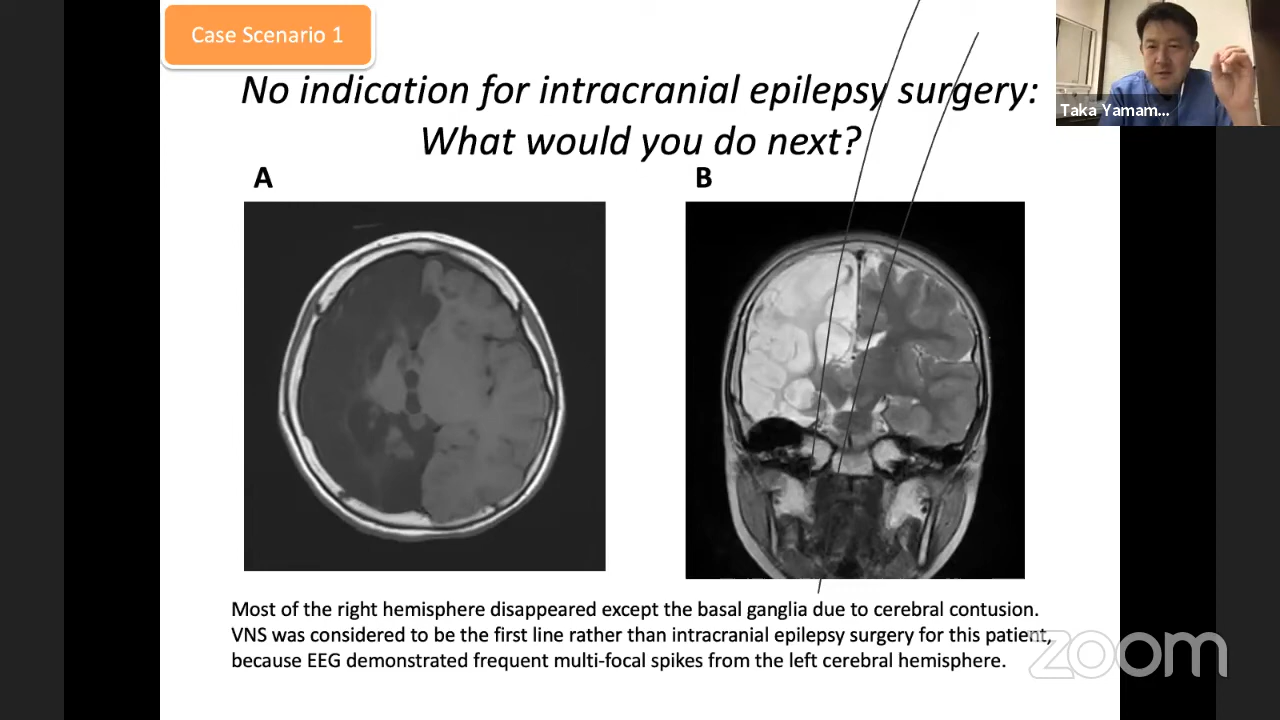 Case Scenario 1
No indication for intracranial epilepsy surgery:
What would you do next?
A
B
Most of the right hemisphere disappeared except the basal ganglia due to cerebral contusion.
VNS was considered to be the first line rather than intracranial epilepsy surgery for this patient,
because EEG demonstrated frequent multi-focal spikes from the left cerebral hemisphere.
Taka Yamam...
zoom